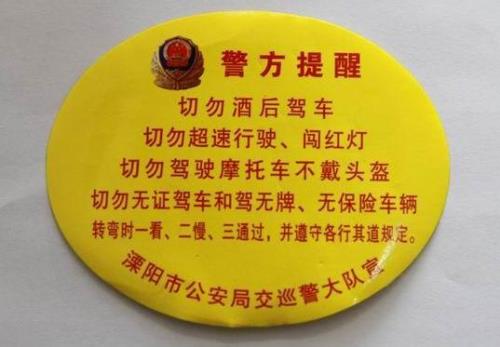 警方提醒
切勿酒后驾车
切勿超速行驶、闯红灯
切勿驾驶摩托车不戴头盔
切勿无证驾车和驾无牌、无保险车辆
转弯时一看、二慢、三通过，并遵守各行其道规定。
溧阳市公安局交巡警大队宣